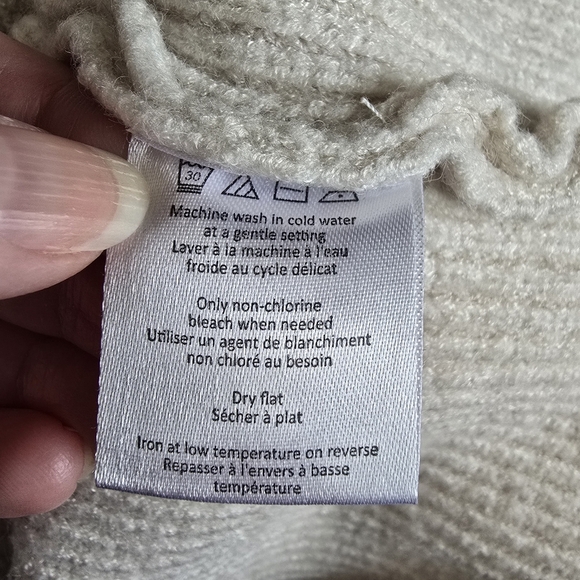 30
Machine wash in cold water
at a gentle setting
Laver à la machine à l'eau
froide au cycle délicat
Only non-chlorine
bleach when needed
Utiliser un agent de blanchiment
non chloré au besoin
Dry flat
Sécher à plat
Iron at low temperature on reverse
Repasser à l'envers à basse
température